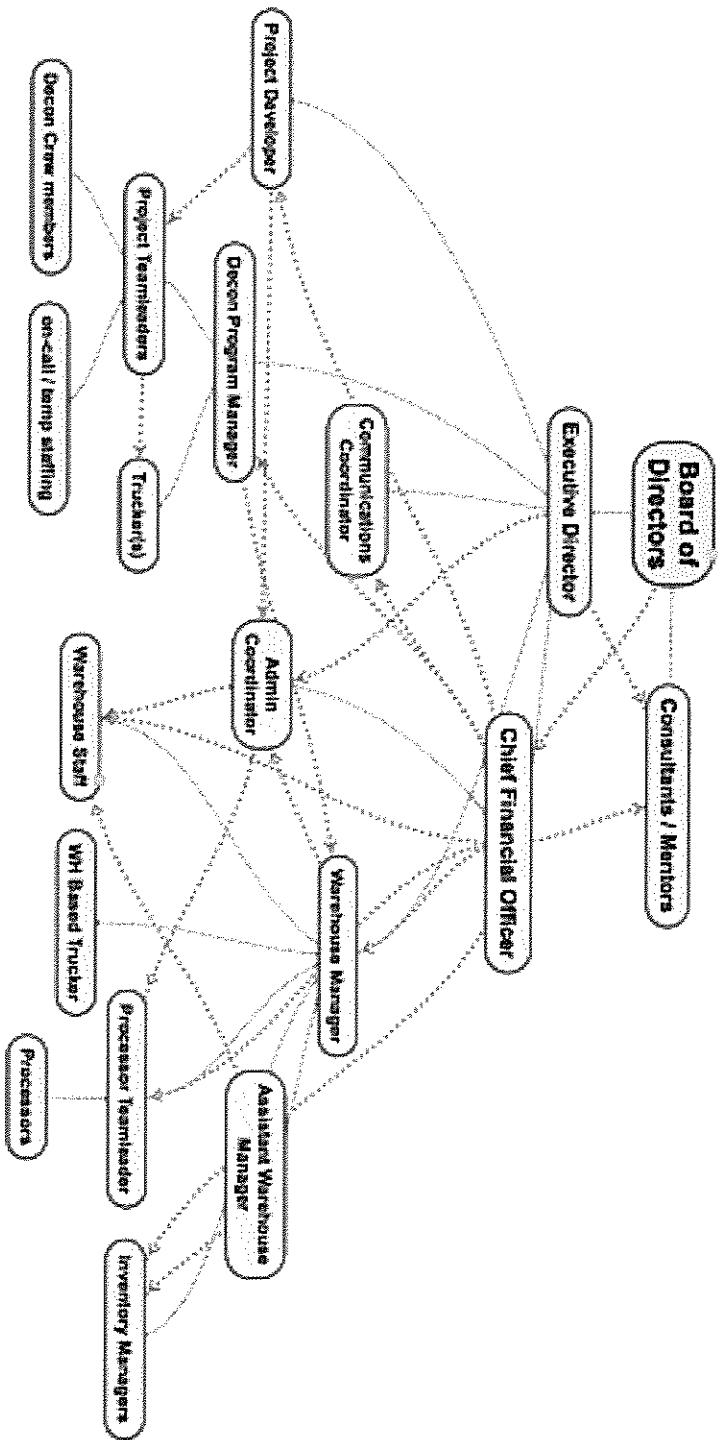 Board of
Directors
Consultants / Mentors
Executive Director
Chief Financial Officer
Communications
Coordinator
Warehouse Manager
Project Developer
Decon Program Manager
Admin
Coordinator
Assistant Warehouse
Manager
Project Teamleaders
Trucker(s)
Processor Teamleader
Inventory Managers
Decon Crew members
on-call / temp staffing
Warehouse Staff
WH Based Trucker
Processors